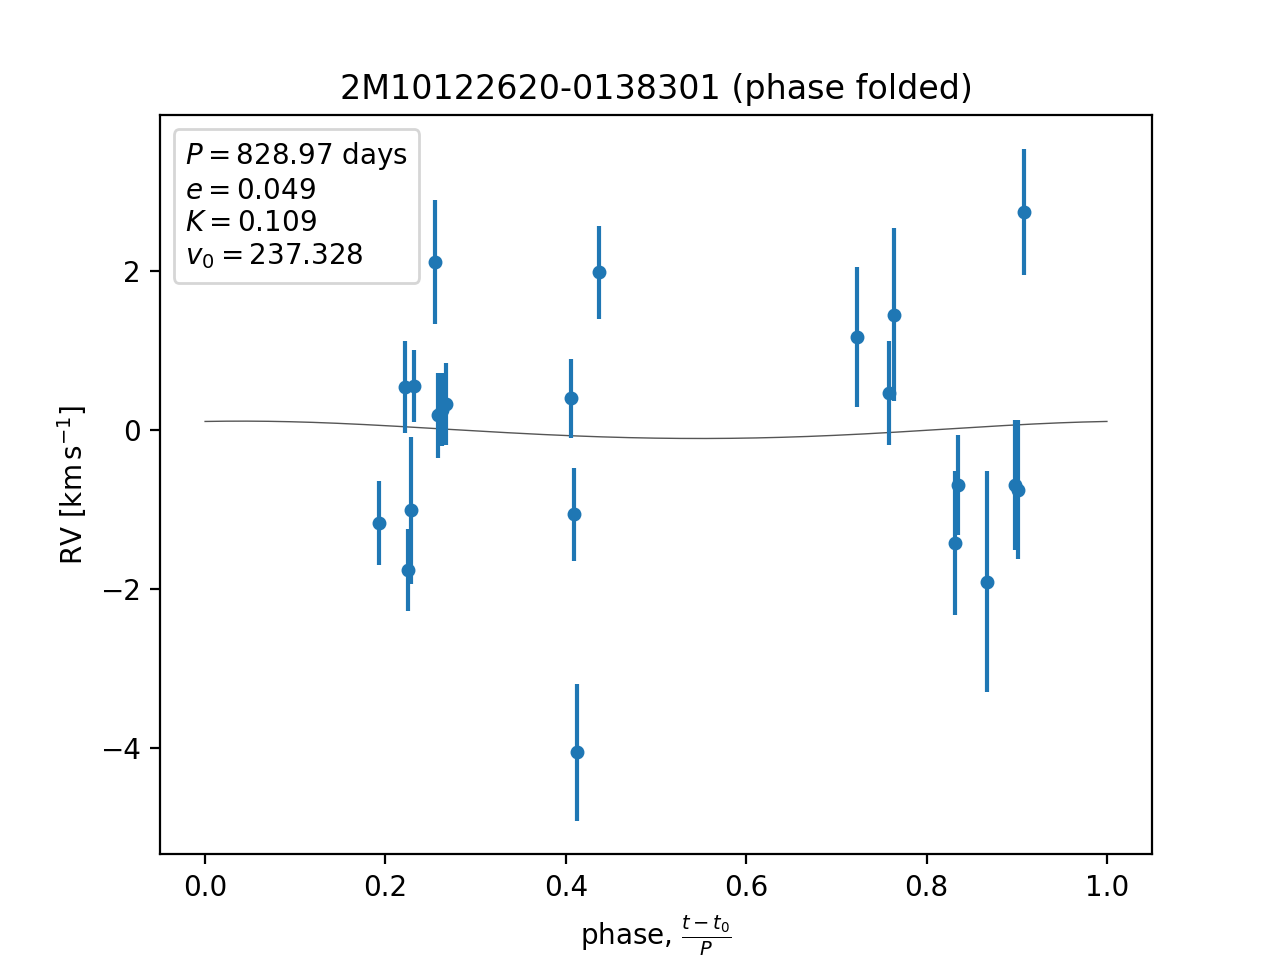 2M10122620-0138301 (phase folded)
P = 828.97 days
e = 0.049
K = 0.109
v₀ = 237.328
2
0
−2
−4
RV [km s⁻¹]
0.0 0.2 0.4 0.6 0.8 1.0
phase, (t − t₀)/P